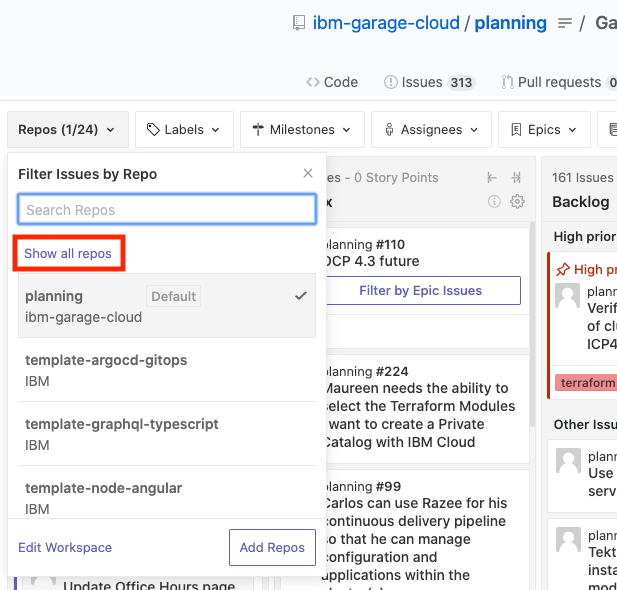 ibm-garage-cloud / planning / Ga
Code Issues 313 Pull requests 0
Repos (1/24) Labels Milestones Assignees Epics
Filter Issues by Repo
Search Repos
Show all repos
planning Default
ibm-garage-cloud
template-argocd-gitops
IBM
template-graphql-typescript
IBM
template-node-angular
IBM
Edit Workspace Add Repos
Update Office Hours page
es - 0 Story Points
x
planning #110
OCP 4.3 future
Filter by Epic Issues
planning #224
Maureen needs the ability to
select the Terraform Modules
want to create a Private
Catalog with IBM Cloud
planning #99
Carlos can use Razee for his
continuous delivery pipeline
so that he can manage
configuration and
applications within the
161 Issues
Backlog
High prior
High pr
plann
Verif
of clu
ICP4
terraform
Other Issu
plann
Use
serv
plann
Tekt
insta
mod